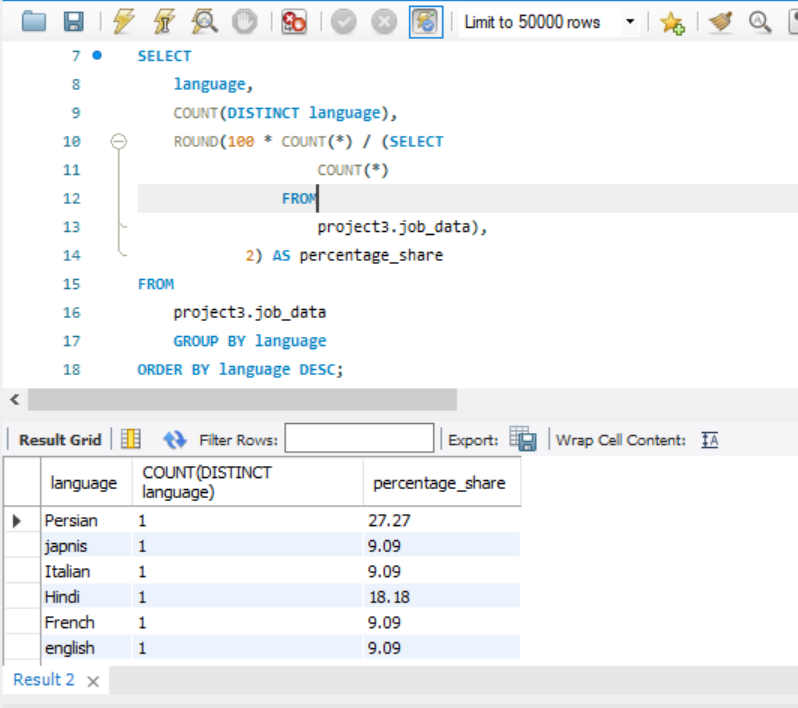 Limit to 50000 rows
7 SELECT
8 language,
9 COUNT(DISTINCT language),
10 ROUND(100 * COUNT(*) / (SELECT
11 COUNT(*)
12 FROM
13 project3.job_data),
14 2) AS percentage_share
15 FROM
16 project3.job_data
17 GROUP BY language
18 ORDER BY language DESC;
Result Grid Filter Rows: Export: Wrap Cell Content: IA
language COUNT(DISTINCT language) percentage_share
Persian 1 27.27
japnis 1 9.09
Italian 1 9.09
Hindi 1 18.18
French 1 9.09
english 1 9.09
Result 2